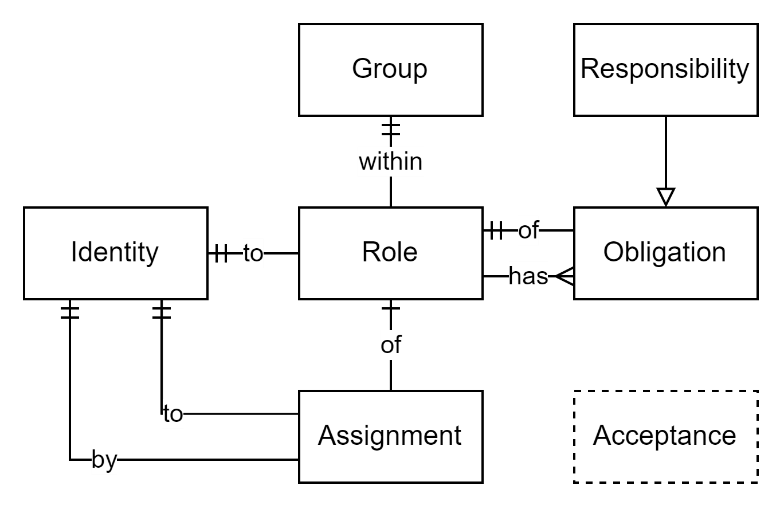 Group
Responsibility
within
Identity
to
Role
of
Obligation
has
of
to
Assignment
Acceptance
by